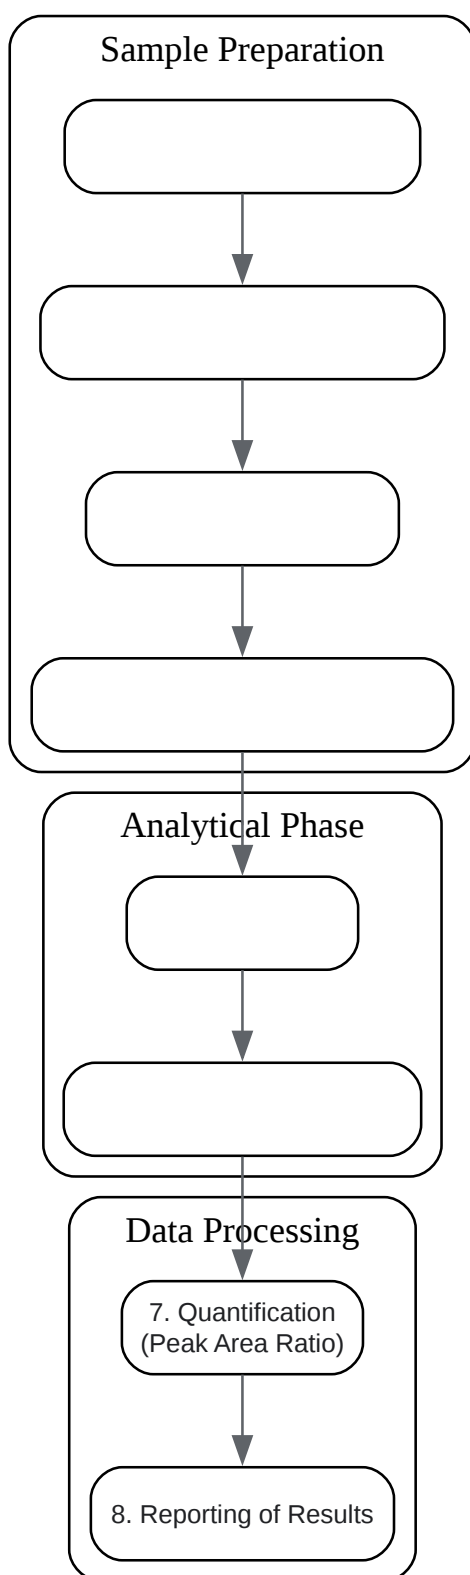 Sample Preparation
Analytical Phase
Data Processing
7. Quantification
(Peak Area Ratio)
8. Reporting of Results